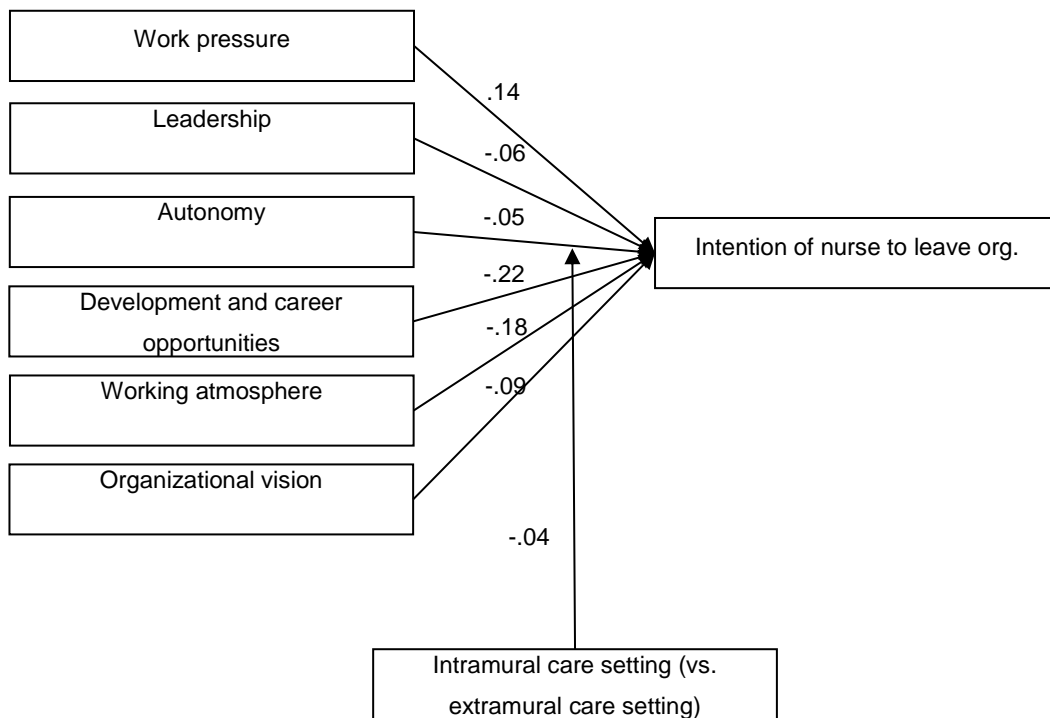 Work pressure
.14
Leadership
-.06
Autonomy
-.05
Intention of nurse to leave org.
-.22
Development and career
opportunities
-.18
Working atmosphere
-.09
Organizational vision
-.04
Intramural care setting (vs.
extramural care setting)